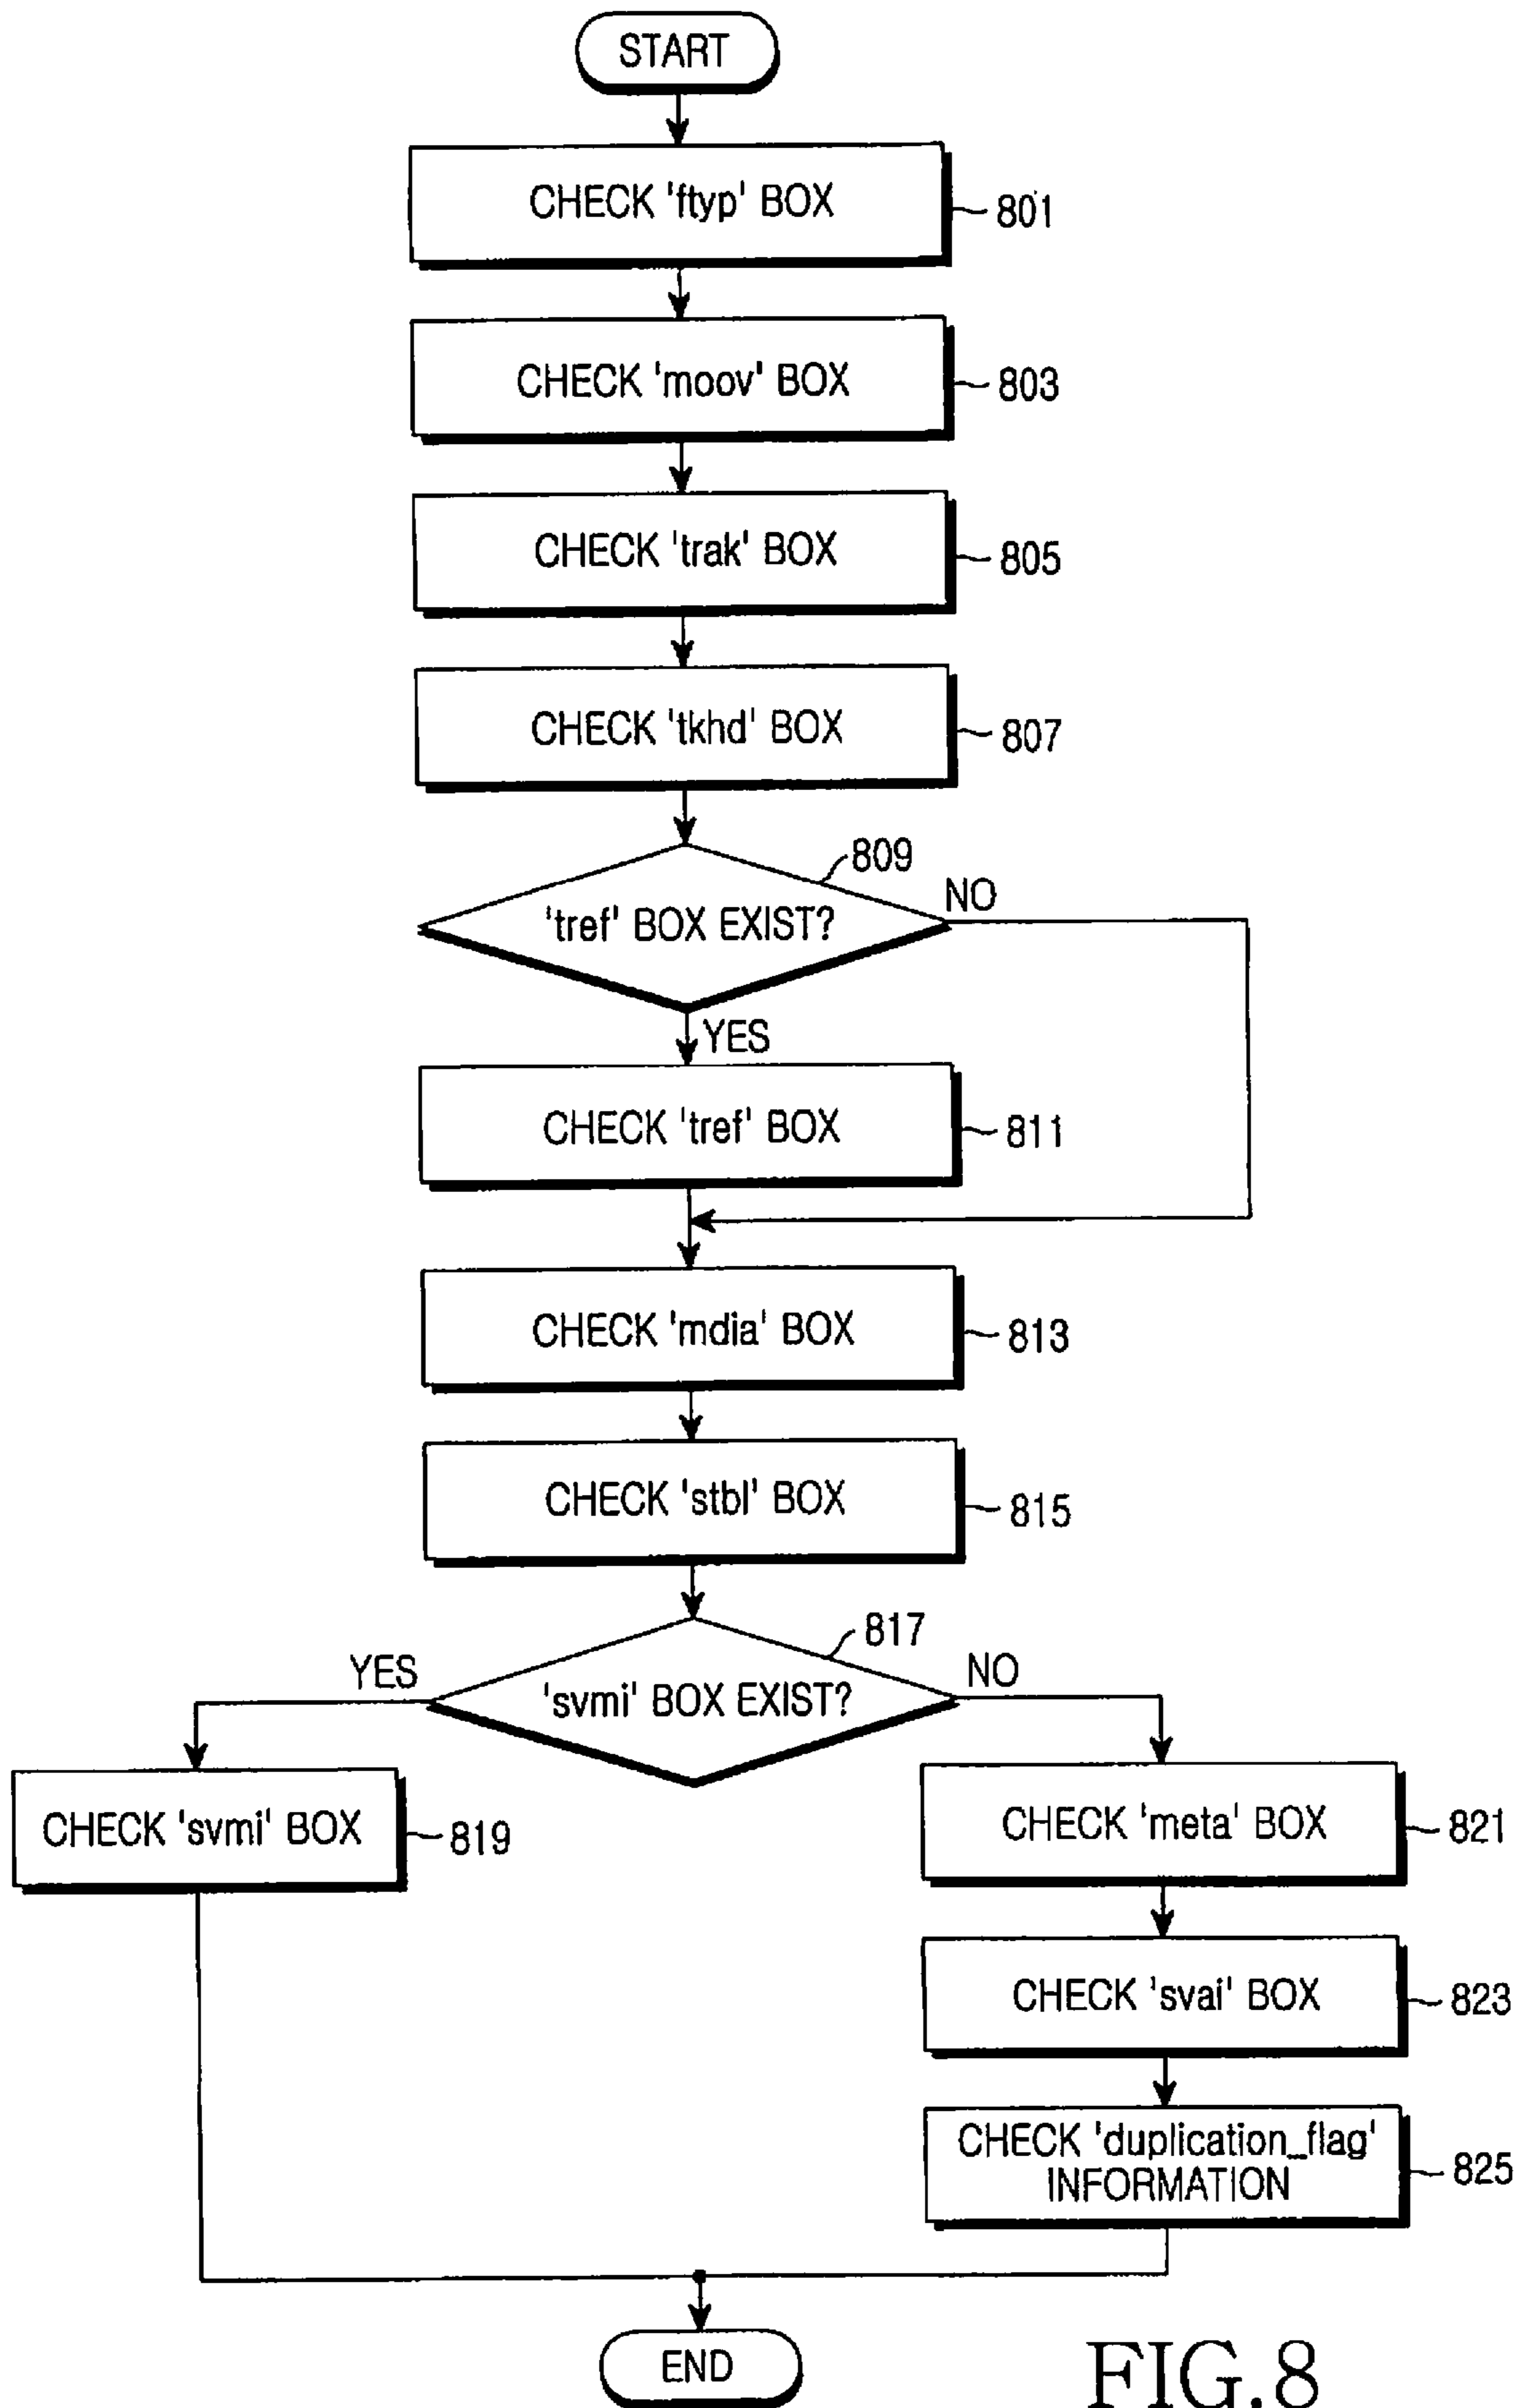 START
CHECK 'ftyp' BOX
801
CHECK 'moov' BOX
803
CHECK 'trak' BOX
805
CHECK 'tkhd' BOX
807
809
'tref' BOX EXIST?
NO
YES
CHECK 'tref' BOX
811
CHECK 'mdia' BOX
813
CHECK 'stbl' BOX
815
817
YES
'svmi' BOX EXIST?
NO
CHECK 'svmi' BOX
819
CHECK 'meta' BOX
821
CHECK 'svai' BOX
823
CHECK 'duplication_flag'
INFORMATION
825
END
FIG.8